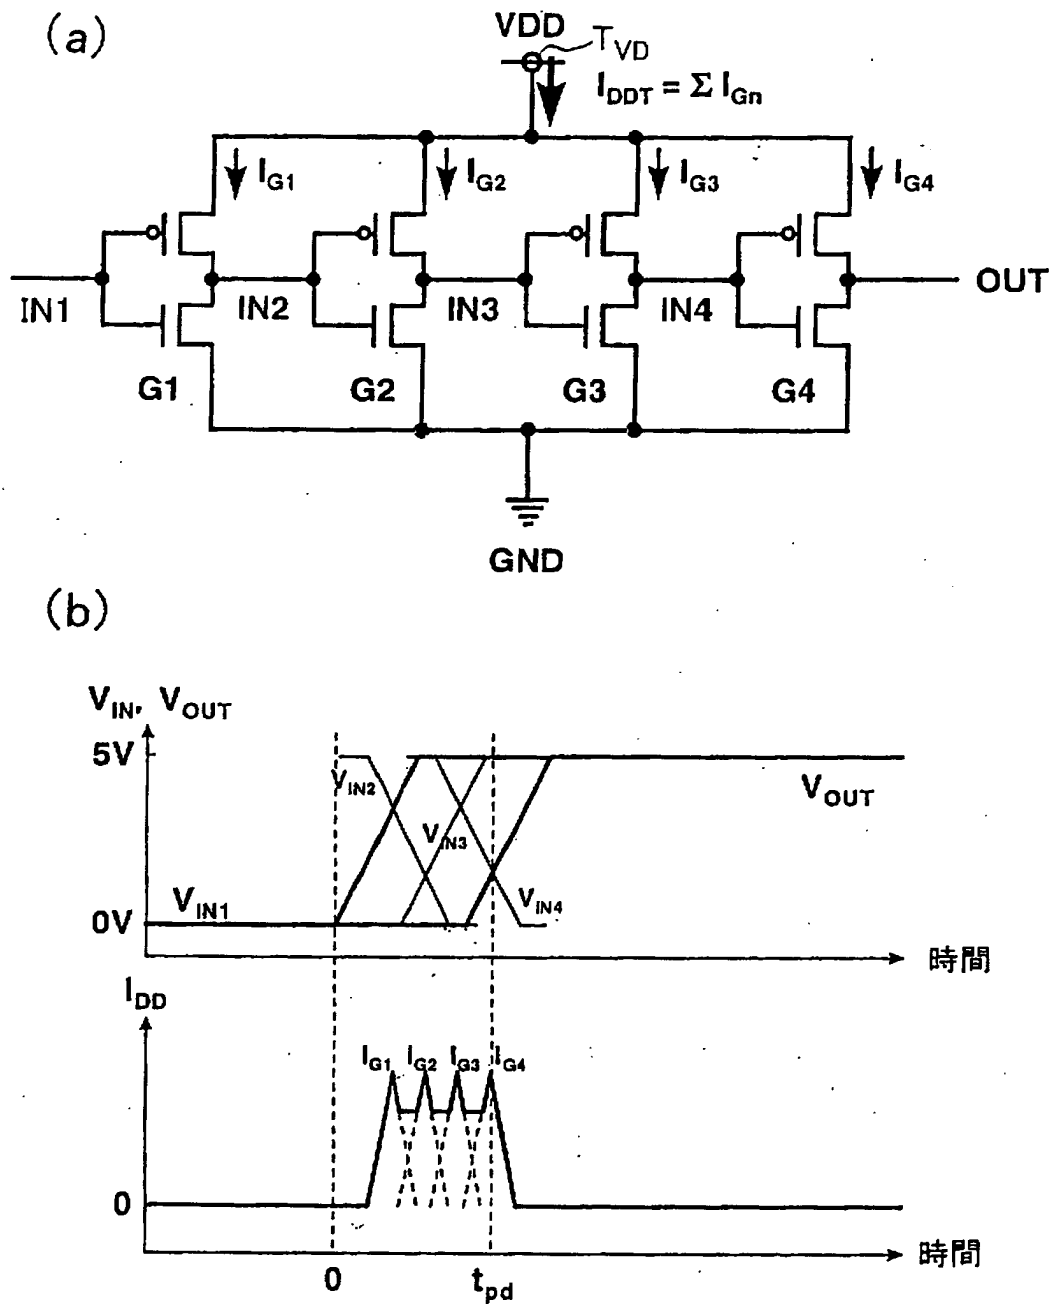 (a)
VDD
TVD
IDDT = Σ IGn
IG1 IG2 IG3 IG4
IN1 IN2 IN3 IN4 OUT
G1 G2 G3 G4
GND
(b)
VIN, VOUT
5V
VIN2
VIN3
VOUT
VIN1
VIN4
0V
時間
IDD
IG1 IG2 IG3 IG4
0
時間
0 tpd